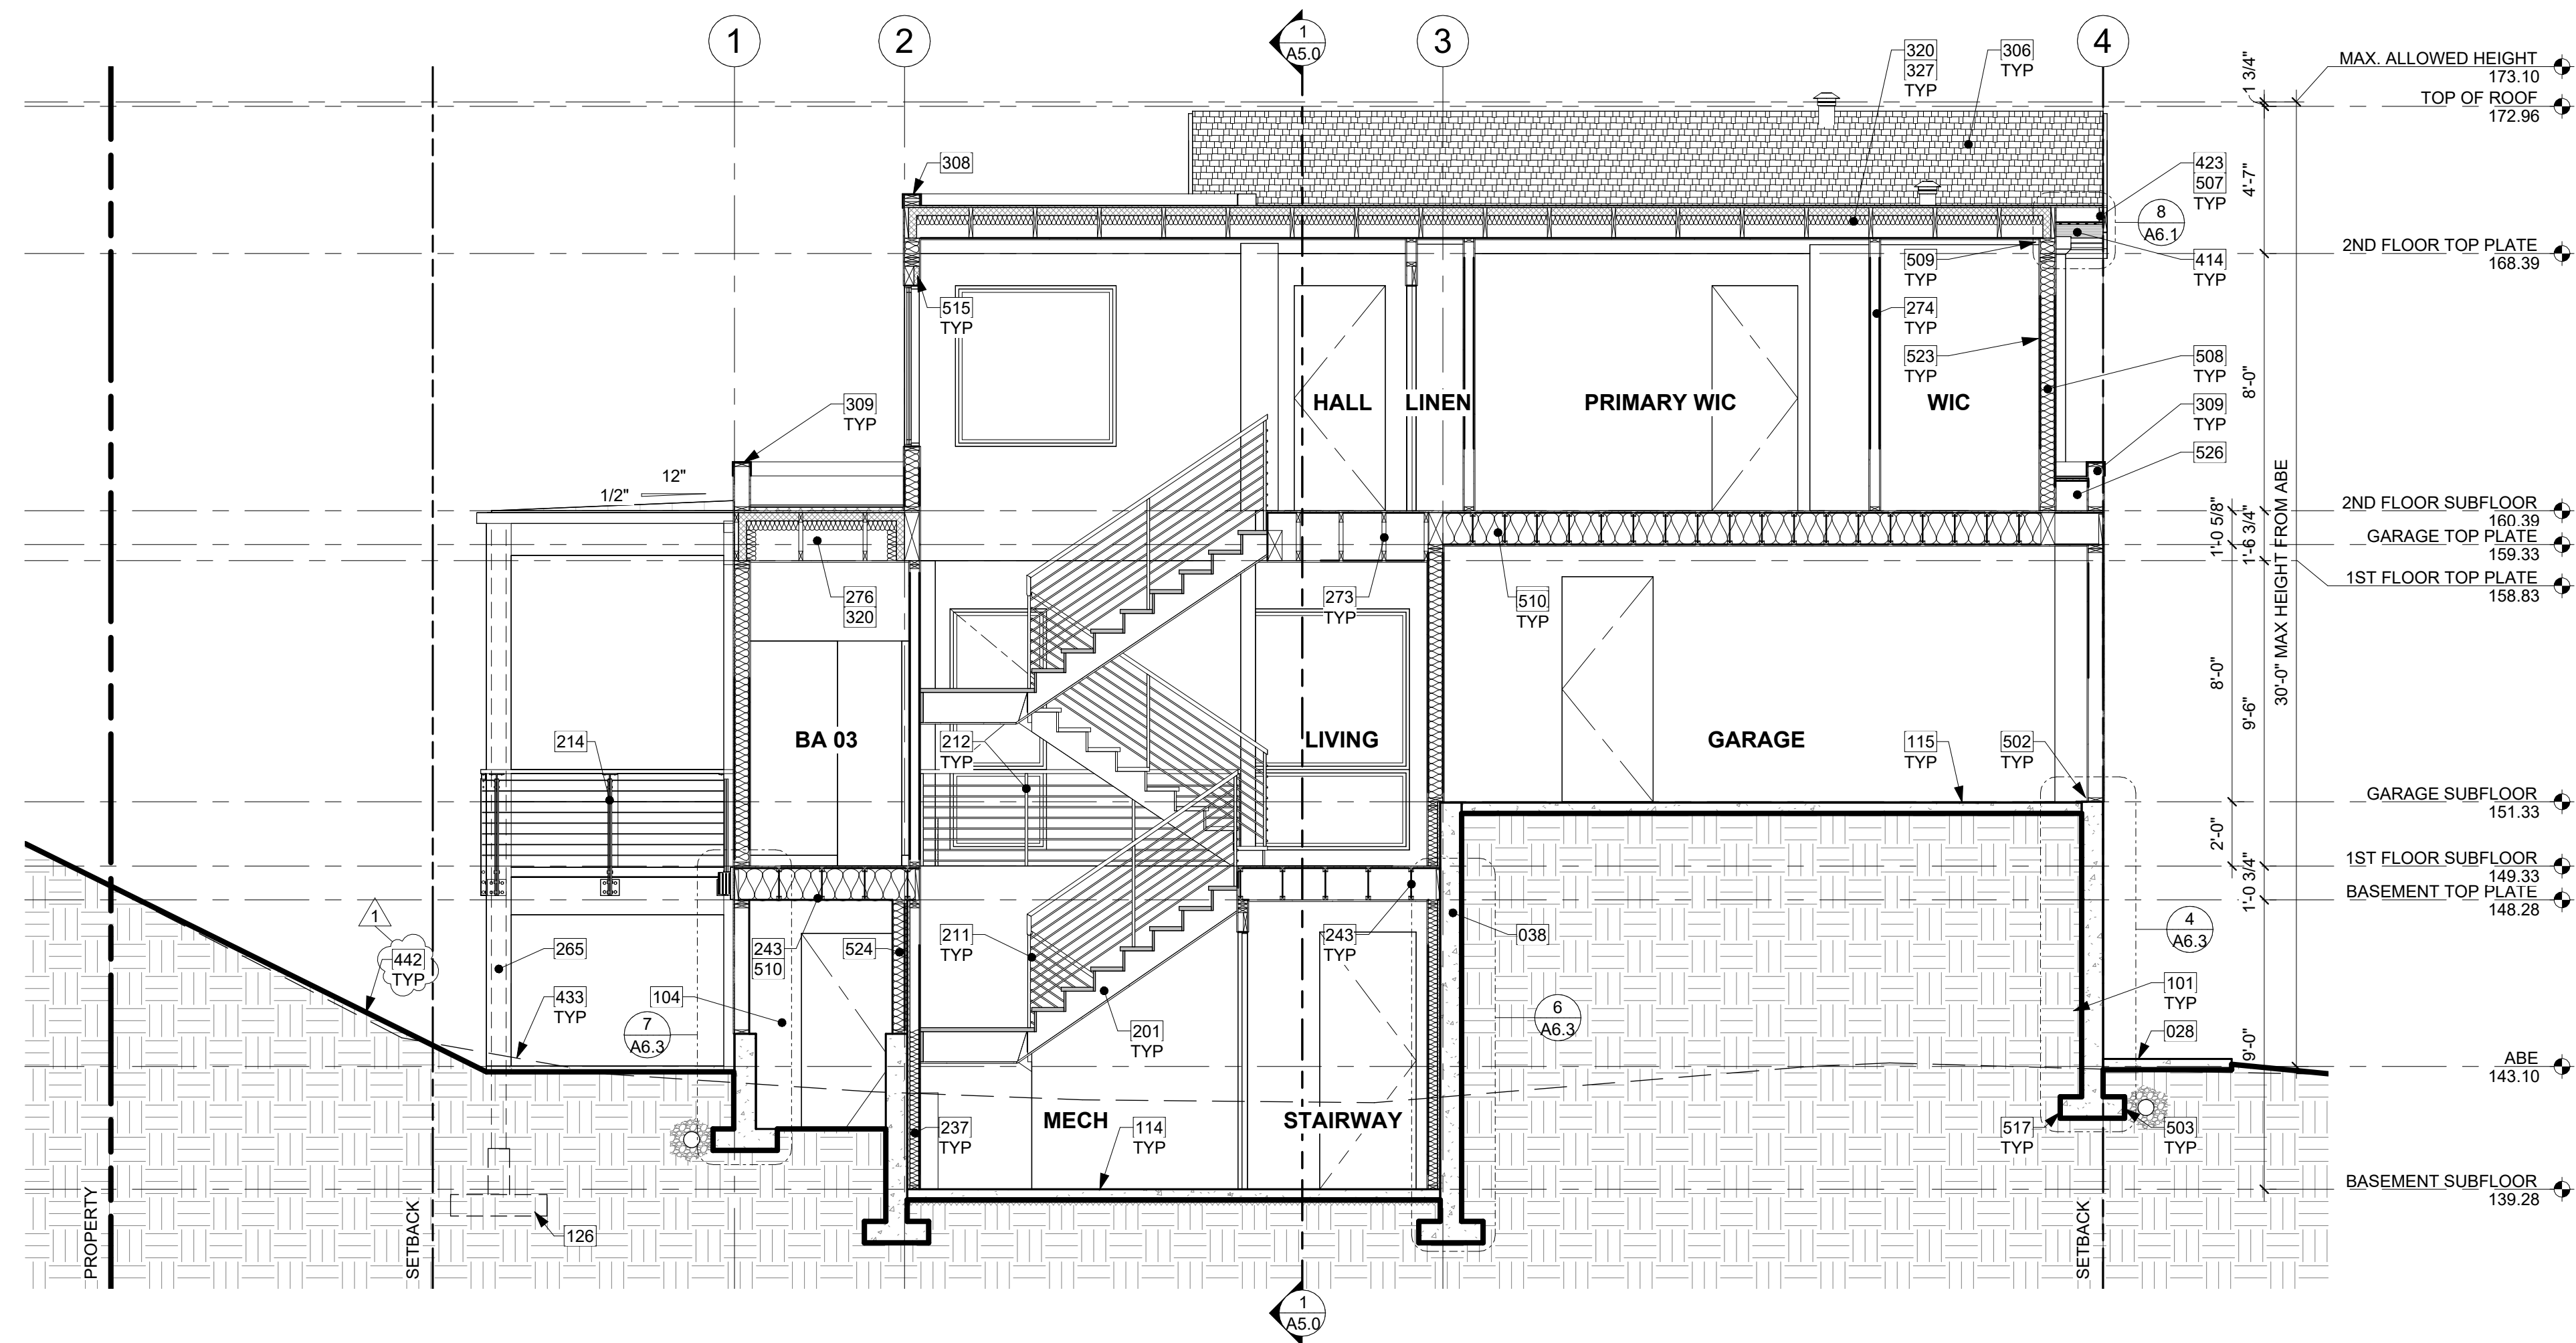 1
2
1
A5.0
3
4
320
327
TYP
306
TYP
1 3/4"
MAX. ALLOWED HEIGHT
173.10
TOP OF ROOF
172.96
308
423
507
TYP
4'-7"
8
A6.1
509
TYP
414
TYP
2ND FLOOR TOP PLATE
168.39
515
TYP
274
TYP
523
TYP
508
TYP
8'-0"
HALL
LINEN
PRIMARY WIC
WIC
309
TYP
309
TYP
526
12"
1/2"
30'-0" MAX HEIGHT FROM ABE
1'-0 5/8"
1'-6 3/4"
2ND FLOOR SUBFLOOR
160.39
GARAGE TOP PLATE
159.33
1ST FLOOR TOP PLATE
158.83
276
320
273
TYP
510
TYP
8'-0"
9'-6"
214
BA 03
212
TYP
LIVING
GARAGE
115
TYP
502
TYP
GARAGE SUBFLOOR
151.33
2'-0"
1ST FLOOR SUBFLOOR
149.33
1'-0 3/4"
BASEMENT TOP PLATE
148.28
1
442
TYP
265
243
510
524
211
TYP
243
TYP
038
4
A6.3
433
TYP
104
7
A6.3
201
TYP
6
A6.3
101
TYP
028
9'-0"
ABE
143.10
237
TYP
MECH
114
TYP
STAIRWAY
517
TYP
503
TYP
BASEMENT SUBFLOOR
139.28
PROPERTY
SETBACK
126
SETBACK
1
A5.0